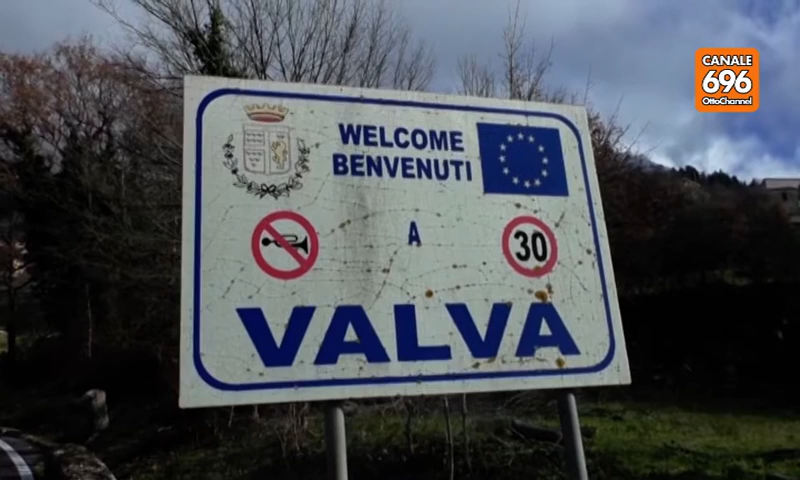 CANALE
696
OttoChannel
WELCOME
BENVENUTI
A
30
VALVA